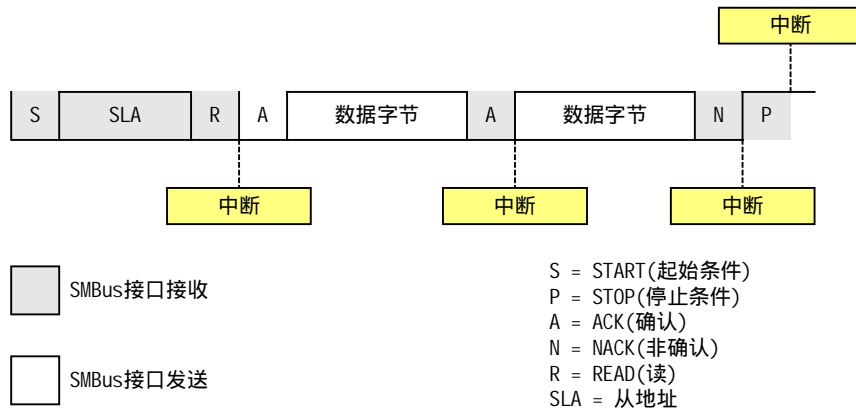 中断
S SLA R A 数据字节 A 数据字节 N P
中断 中断 中断
SMBus接口接收
SMBus接口发送
S = START(起始条件)
P = STOP(停止条件)
A = ACK(确认)
N = NACK(非确认)
R = READ(读)
SLA = 从地址